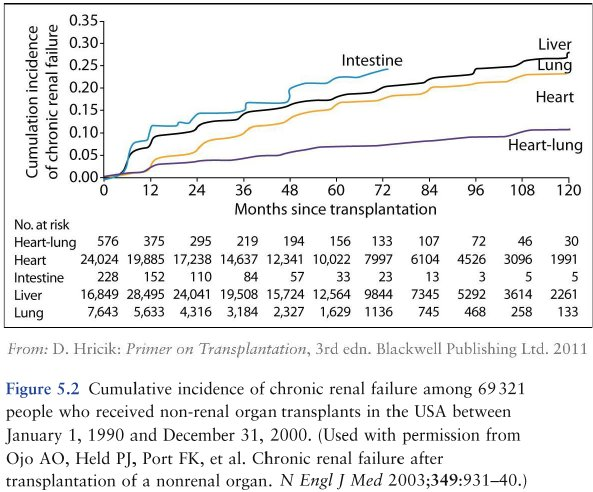 Cumulation incidence
of chronic renal failure
0.35
0.30
0.25
0.20
0.15
0.10
0.05
0.00
Intestine
Liver
Lung
Heart
Heart-lung
0 12 24 36 48 60 72 84 96 108 120
Months since transplantation
No. at risk
Heart-lung 576 375 295 219 194 156 133 107 72 46 30
Heart 24,024 19,885 17,238 14,637 12,341 10,022 7997 6104 4526 3096 1991
Intestine 228 152 110 84 57 33 23 13 3 5 5
Liver 16,849 28,495 24,041 19,508 15,724 12,564 9844 7345 5292 3614 2261
Lung 7,643 5,633 4,316 3,184 2,327 1,629 1136 745 468 258 133
From: D. Hricik: Primer on Transplantation, 3rd edn. Blackwell Publishing Ltd. 2011
Figure 5.2 Cumulative incidence of chronic renal failure among 69 321
people who received non-renal organ transplants in the USA between
January 1, 1990 and December 31, 2000. (Used with permission from
Ojo AO, Held PJ, Port FK, et al. Chronic renal failure after
transplantation of a nonrenal organ. N Engl J Med 2003;349:931–40.)